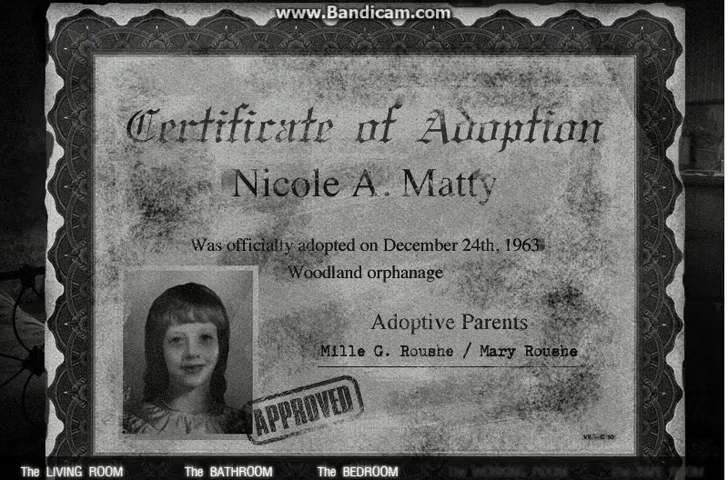 www.Bandicam.com
Certificate of Adoption
Nicole A. Matty
Was officially adopted on December 24th, 1963
Woodland orphanage
Adoptive Parents
Mille G. Roushe / Mary Roushe
APPROVED
The LIVING ROOM
The BATHROOM
The BEDROOM